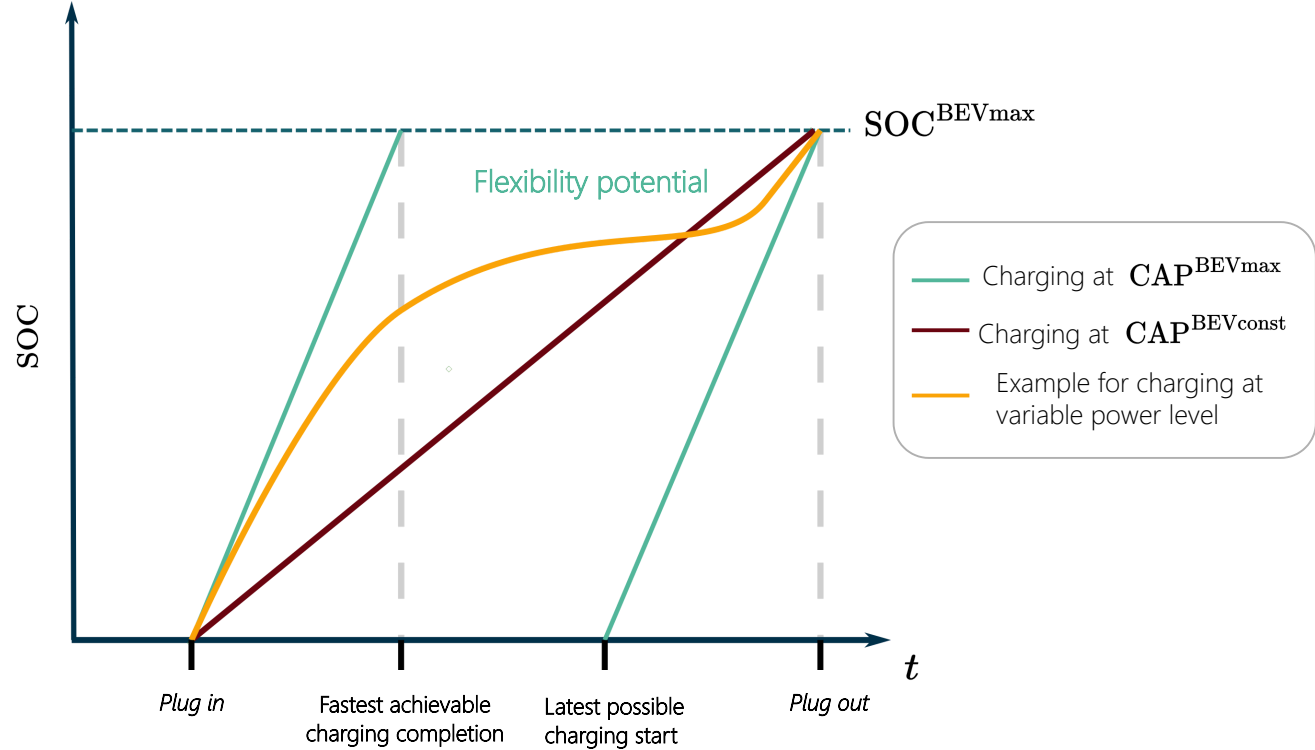 SOC^BEVmax
Flexibility potential
SOC
Charging at CAP^BEVmax
Charging at CAP^BEVconst
Example for charging at
variable power level
t
Plug in
Fastest achievable
charging completion
Latest possible
charging start
Plug out